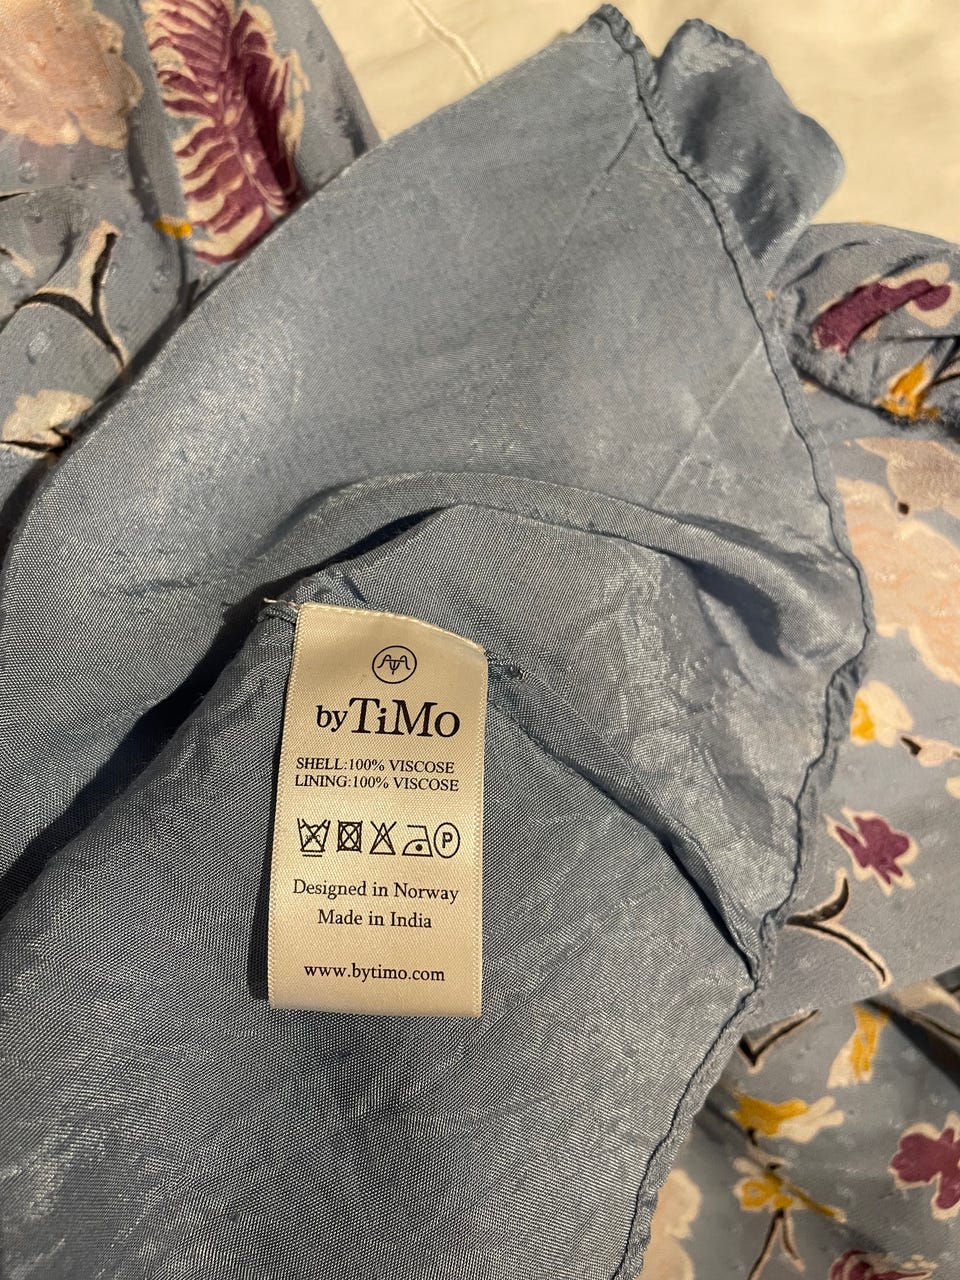 byTiMo
SHELL:100% VISCOSE
LINING:100% VISCOSE
P
Designed in Norway
Made in India
www.bytimo.com